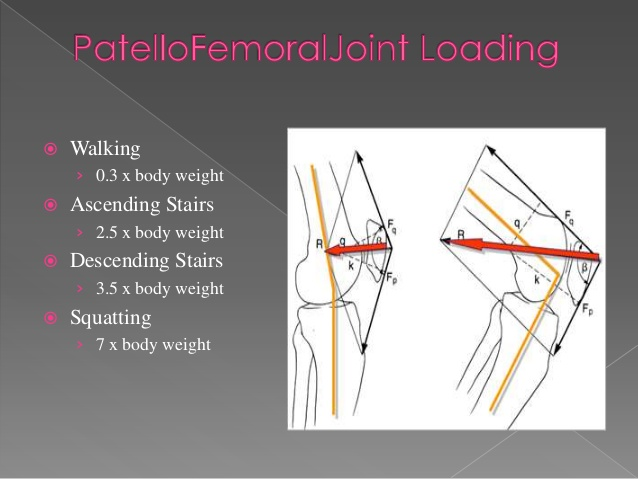 PatelloFemoralJoint Loading
Walking
0.3 x body weight
Ascending Stairs
2.5 x body weight
Descending Stairs
3.5 x body weight
Squatting
7 x body weight
R q Fq β k Fp
R q Fq β k Fp